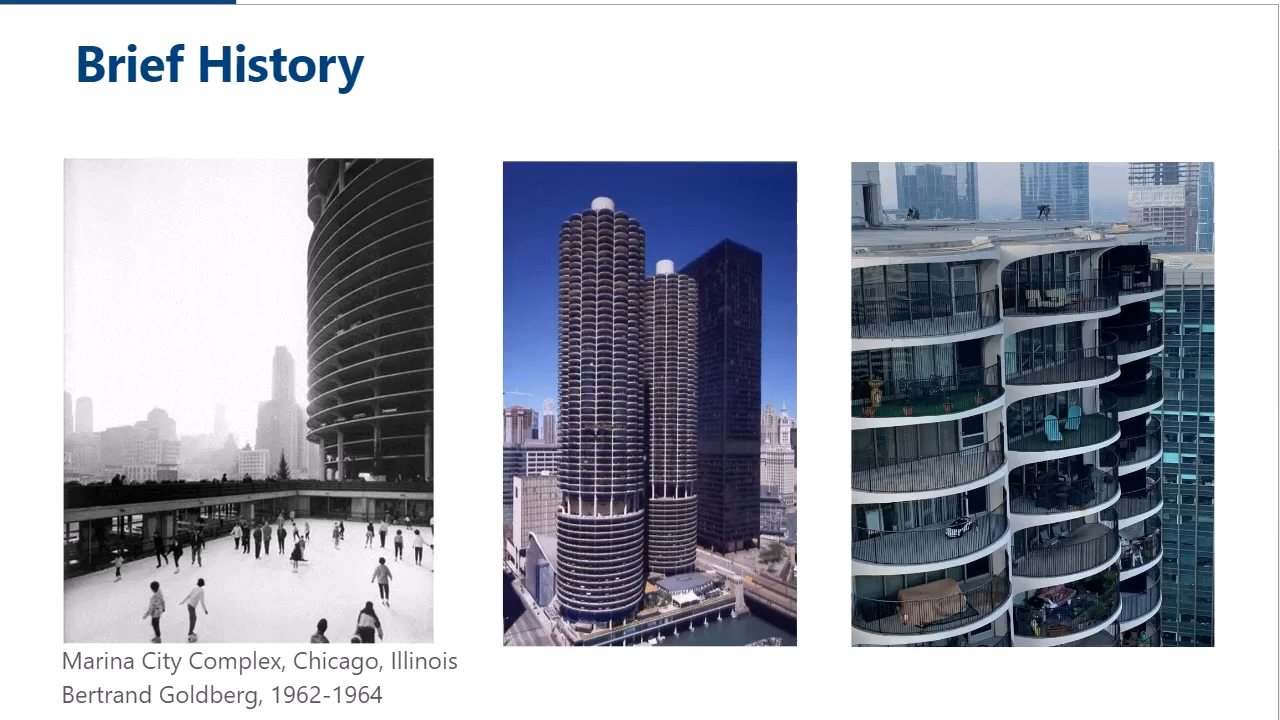 Brief History
Marina City Complex, Chicago, Illinois
Bertrand Goldberg, 1962-1964